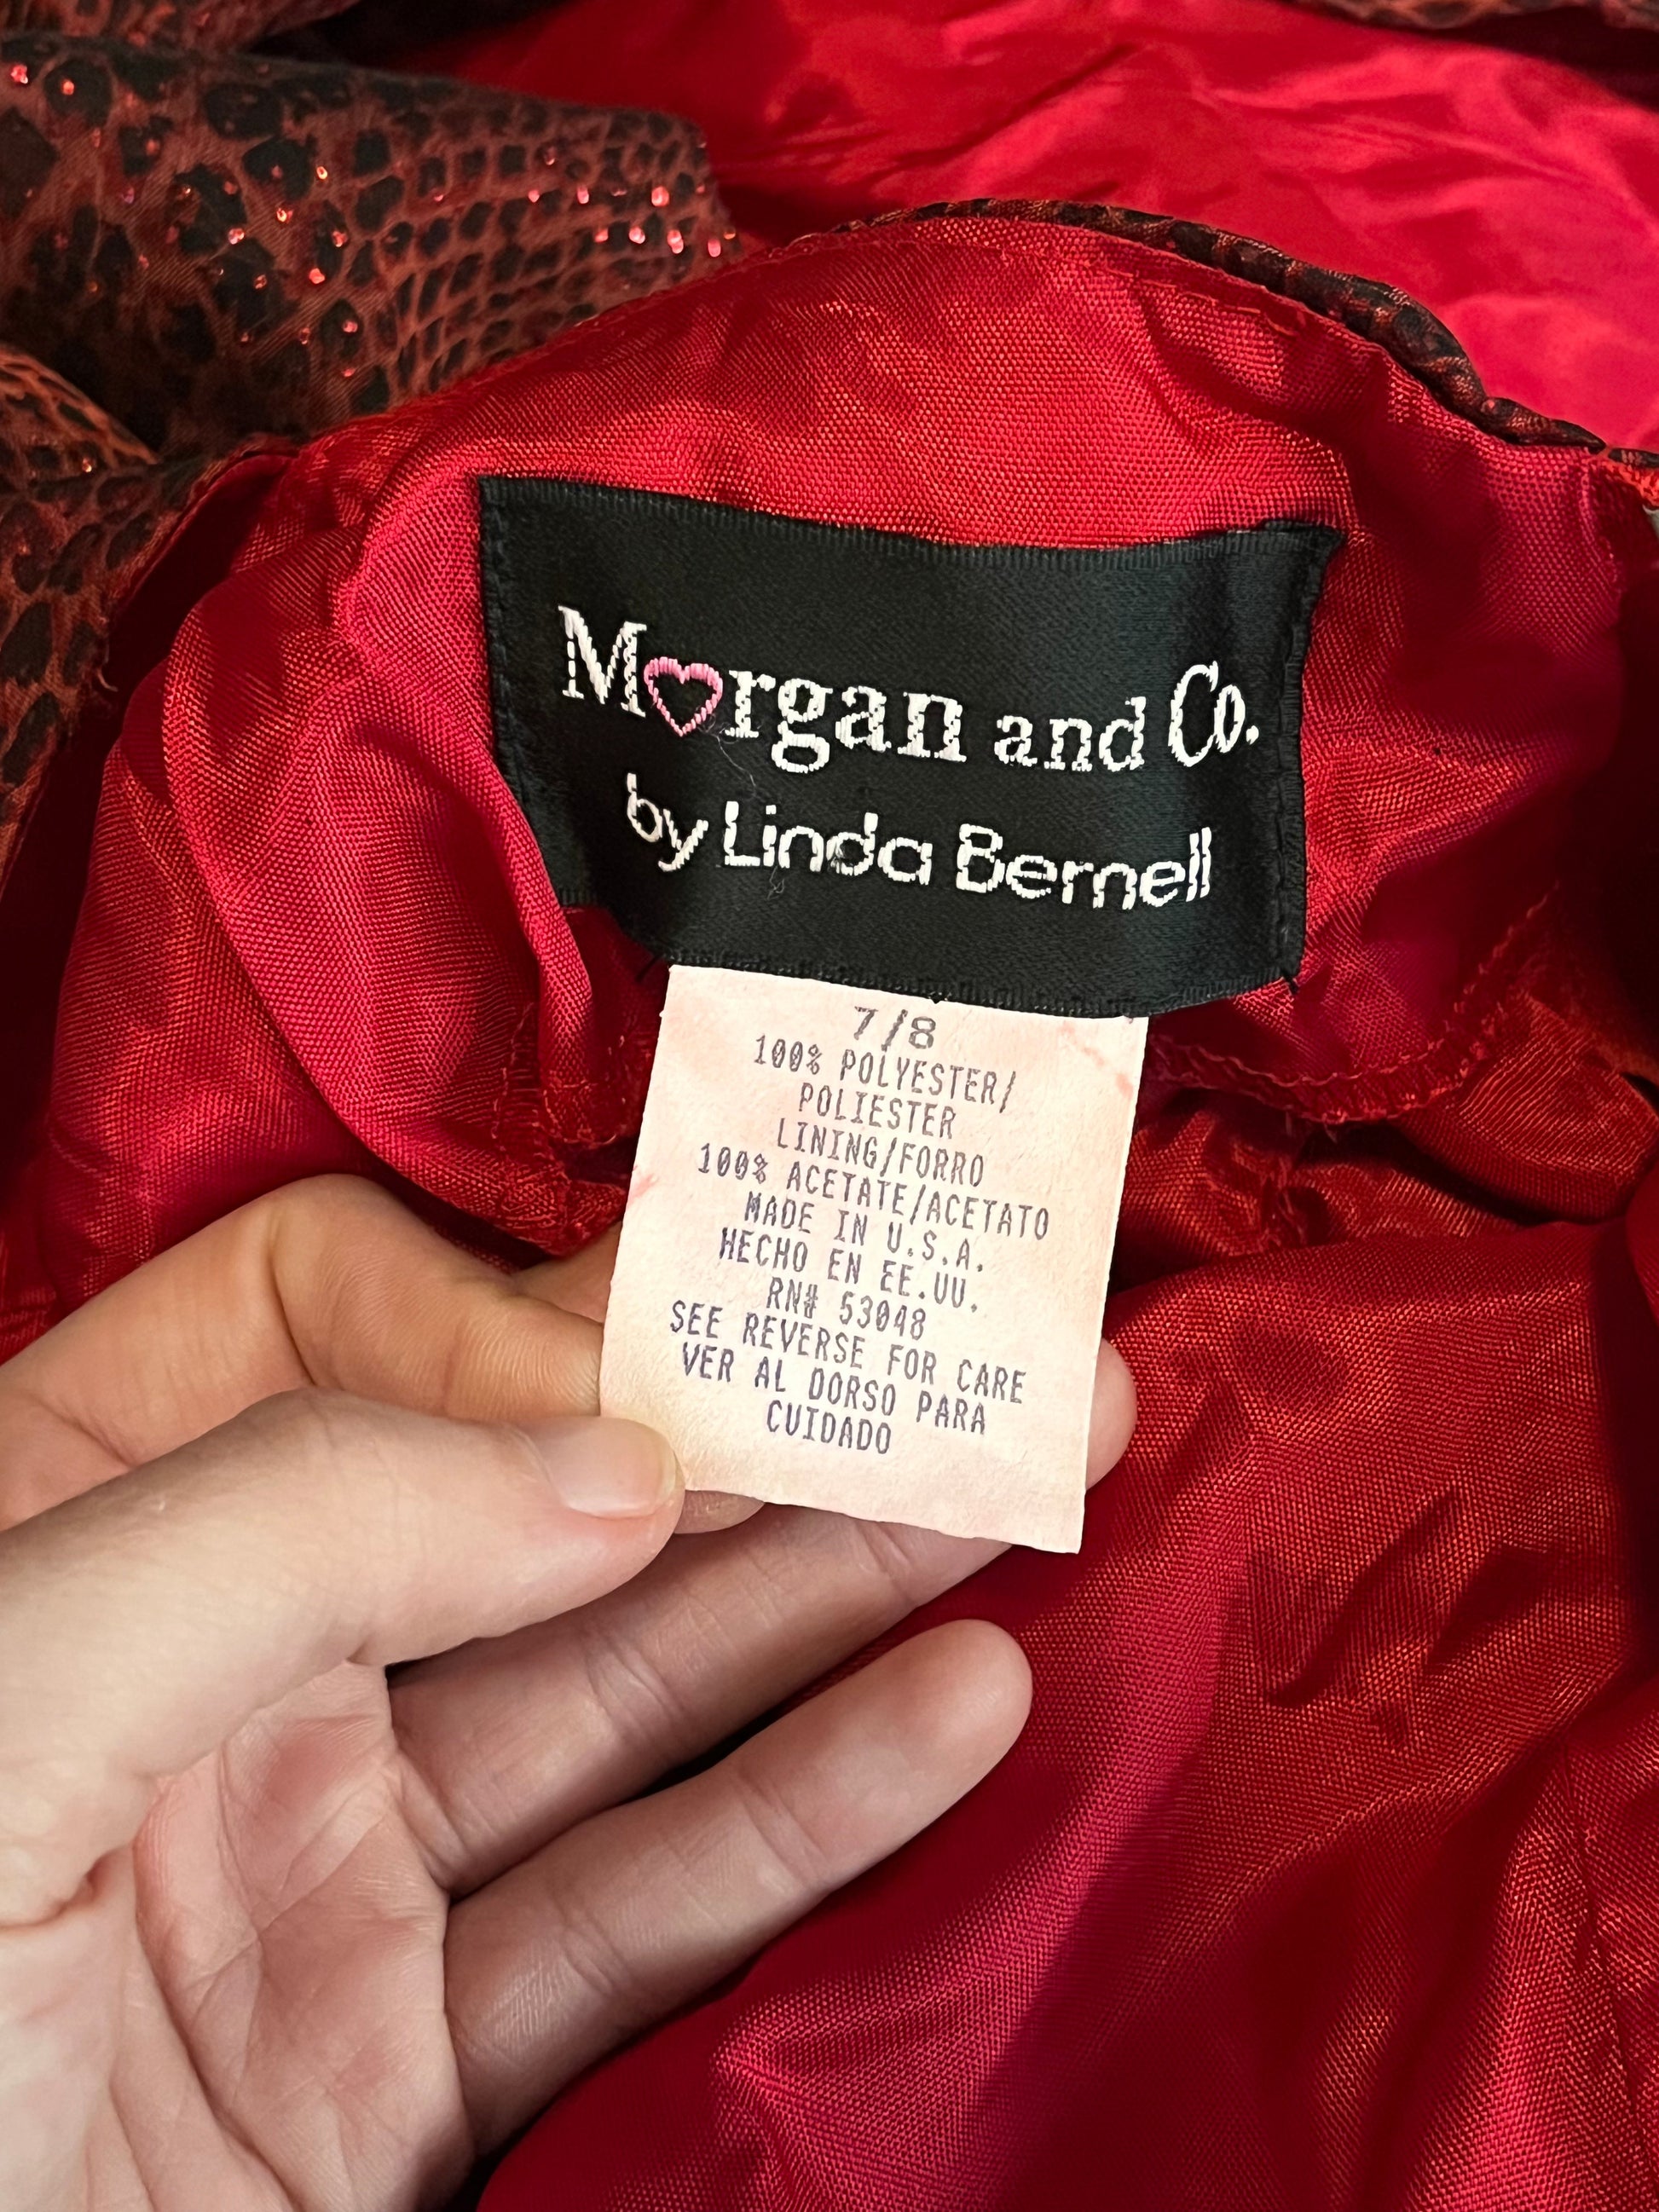 Morgan and Co.
by Linda Bernell
7/8
100% POLYESTER/
POLIESTER
LINING/FORRO
100% ACETATE/ACETATO
MADE IN U.S.A.
HECHO EN EE.UU.
RN# 53048
SEE REVERSE FOR CARE
VER AL DORSO PARA
CUIDADO